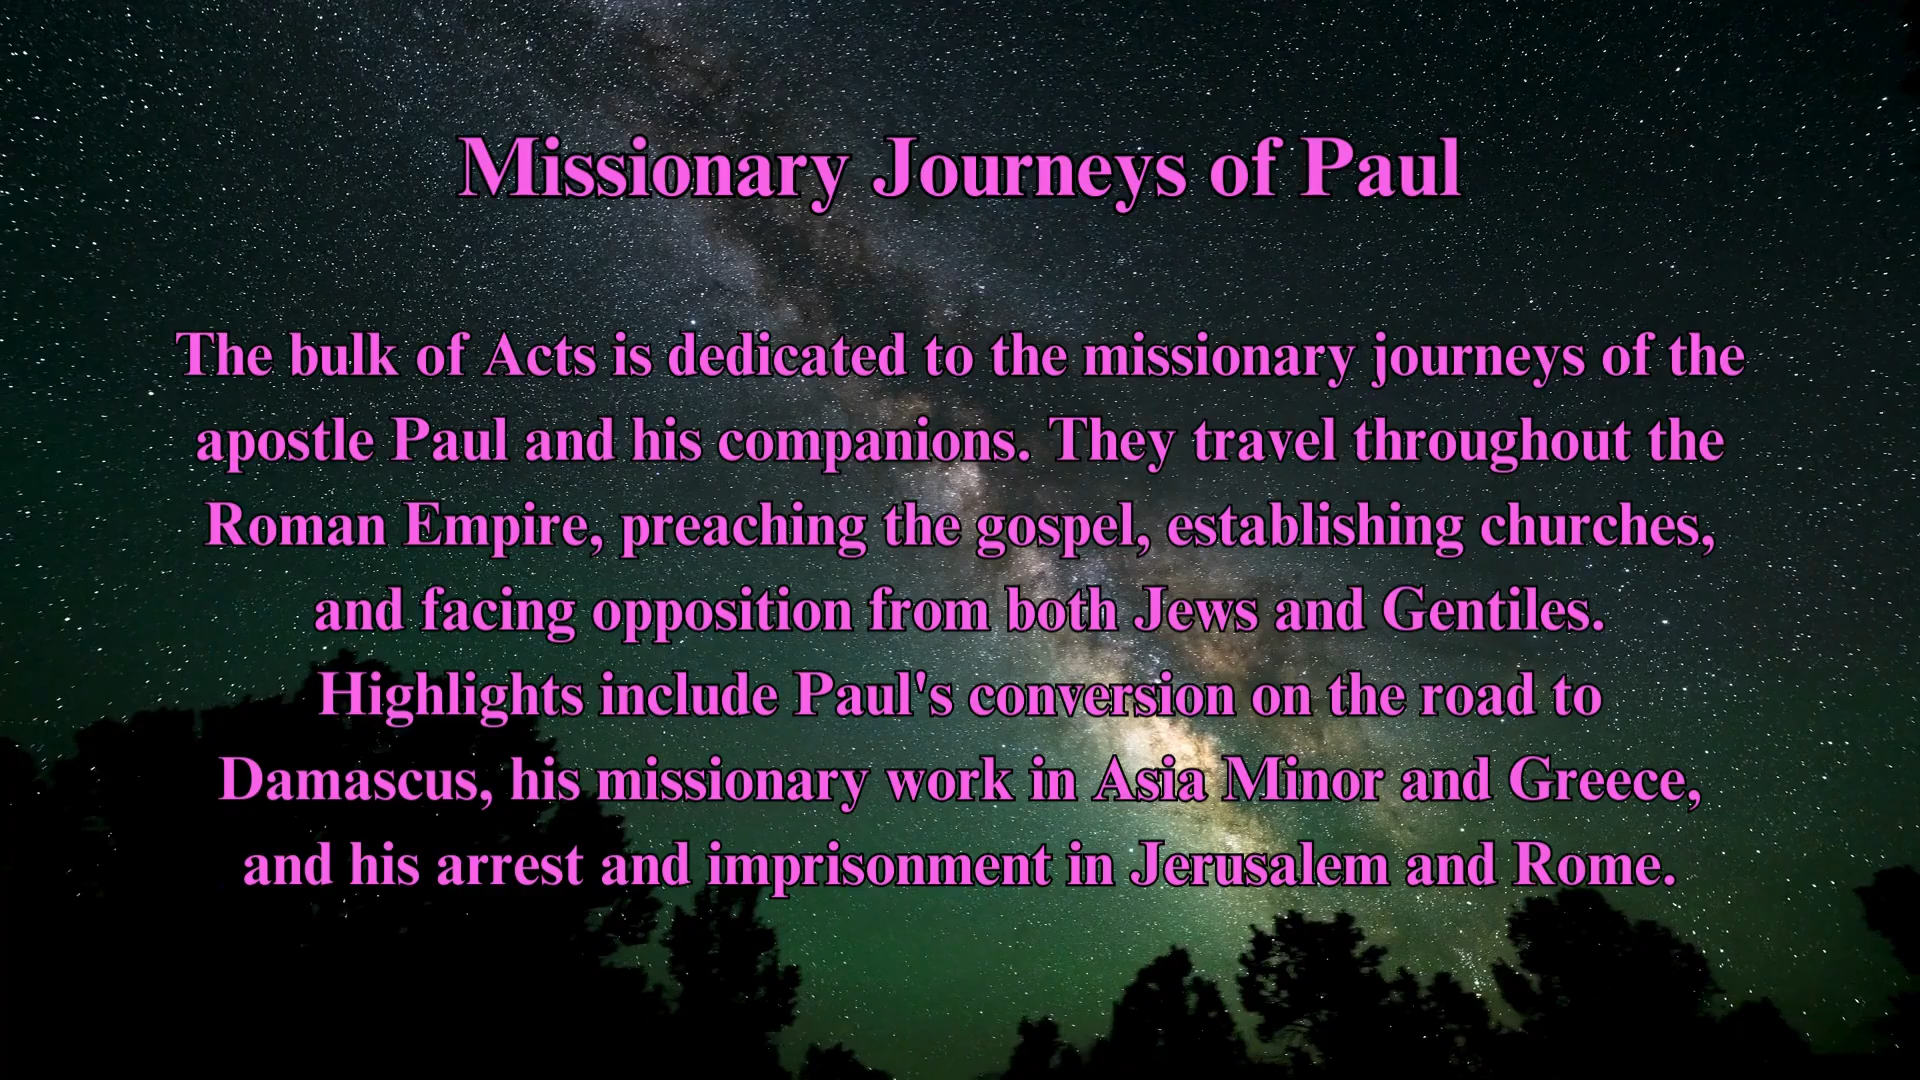 Missionary Journeys of Paul
The bulk of Acts is dedicated to the missionary journeys of the
apostle Paul and his companions. They travel throughout the
Roman Empire, preaching the gospel, establishing churches,
and facing opposition from both Jews and Gentiles.
Highlights include Paul's conversion on the road to
Damascus, his missionary work in Asia Minor and Greece,
and his arrest and imprisonment in Jerusalem and Rome.